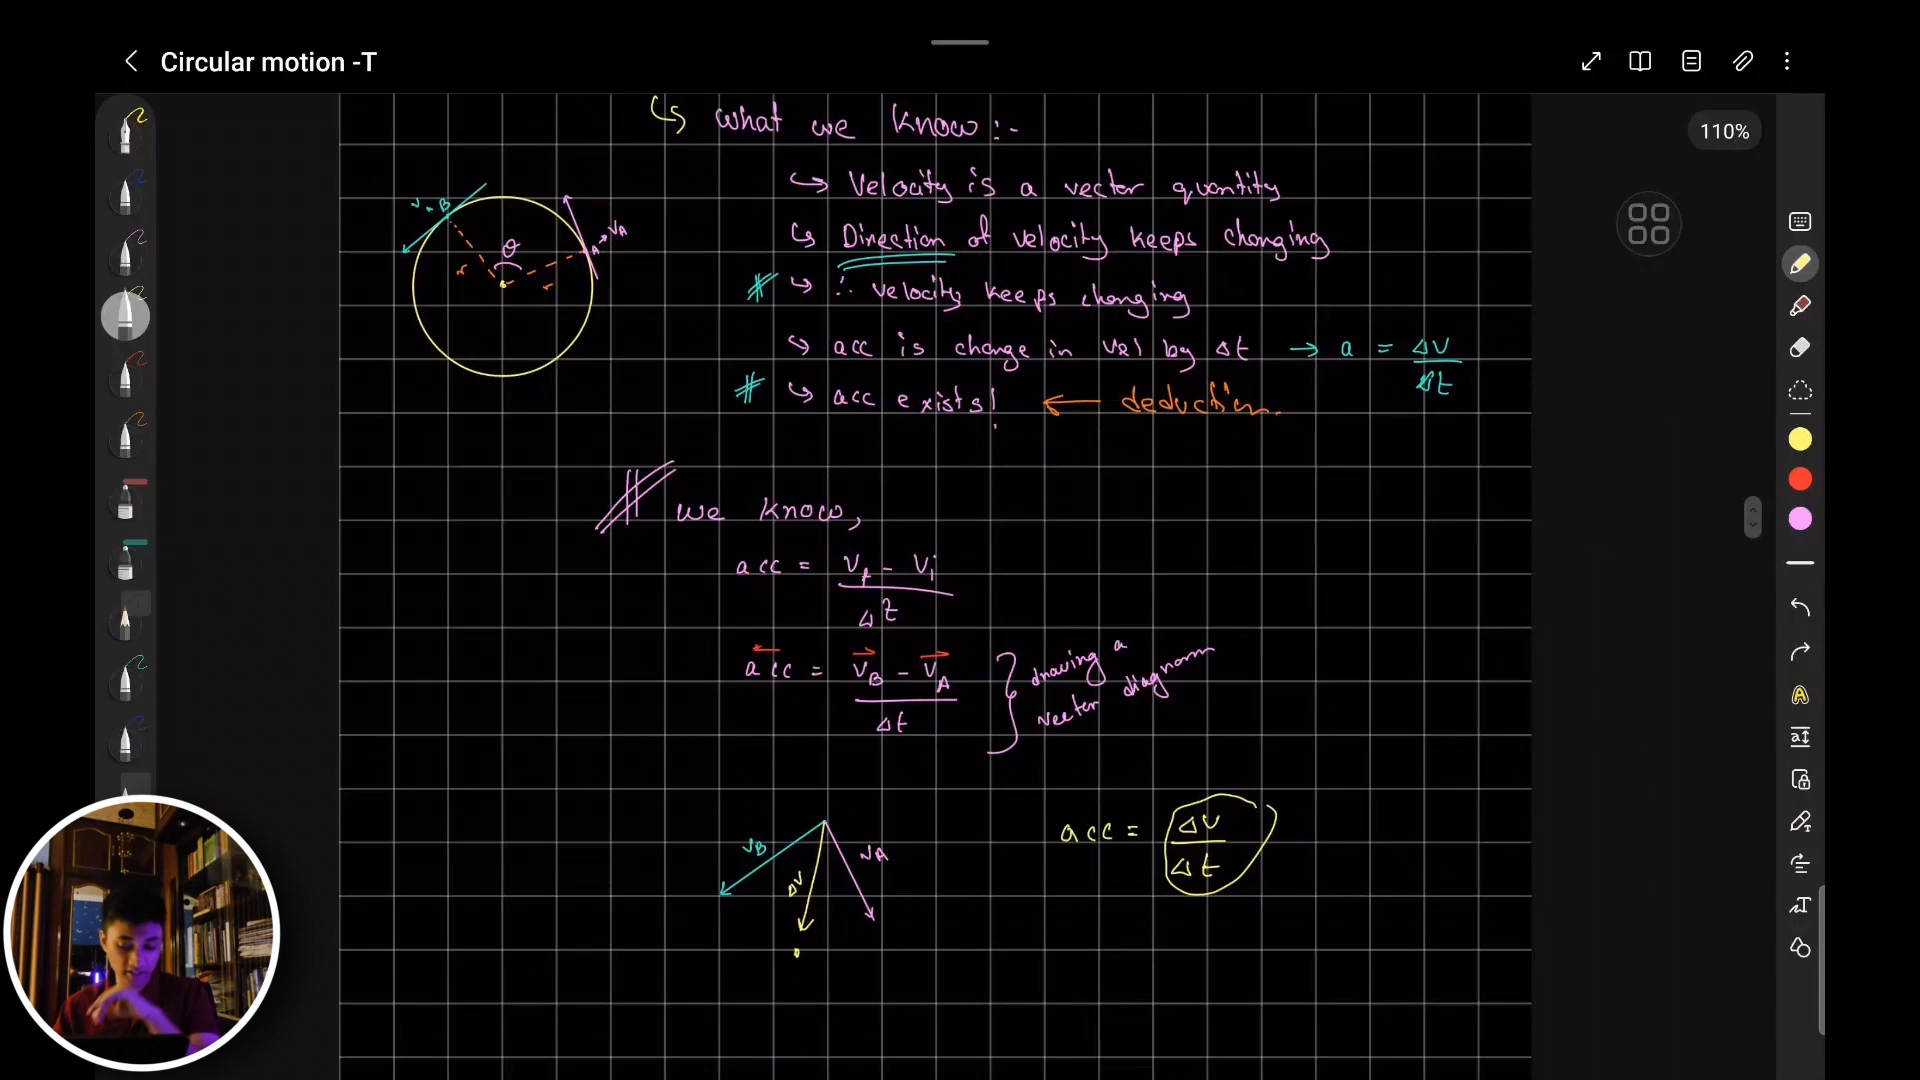 Circular motion -T
110%
↳ what we know :-
↳ Velocity is a vector quantity
↳ Direction of velocity keeps changing
# ↳ ∴ velocity keeps changing
↳ acc is change in vel by Δt → a = ΔV / Δt
# ↳ acc exists! ← deduction.
V B
θ
A → VA
r r
# we know,
acc = Vf - Vi / Δt
acc = VB - VA / Δt } drawing a vector diagram
VB ΔV VA
acc = ΔV / Δt